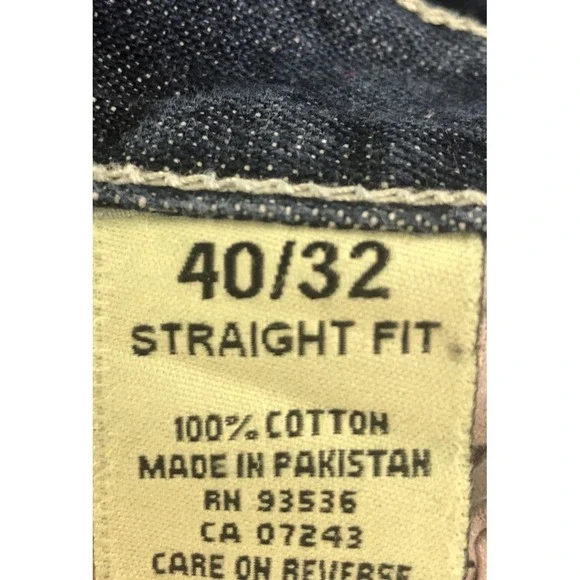 40/32
STRAIGHT FIT
100% COTTON
MADE IN PAKISTAN
RN 93536
CA 07243
CARE ON REVERSE